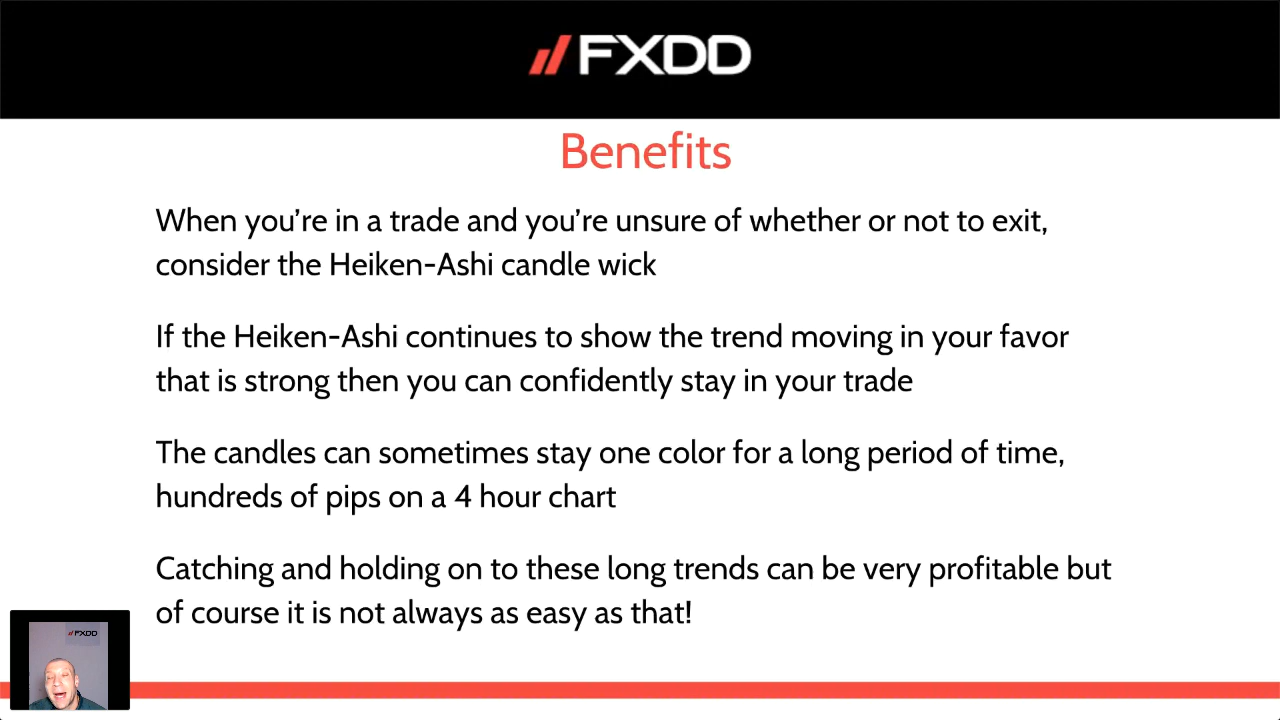 FXDD
Benefits
When you’re in a trade and you’re unsure of whether or not to exit,
consider the Heiken-Ashi candle wick
If the Heiken-Ashi continues to show the trend moving in your favor
that is strong then you can confidently stay in your trade
The candles can sometimes stay one color for a long period of time,
hundreds of pips on a 4 hour chart
Catching and holding on to these long trends can be very profitable but
of course it is not always as easy as that!
FXDD